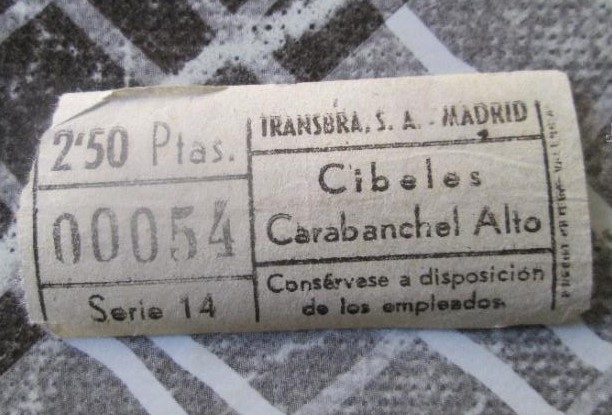 2'50 Ptas.
00054
Serie 14
TRANSBRA, S. A. - MADRID
Cibeles
Carabanchel Alto
Consérvese a disposición
de los empleados.